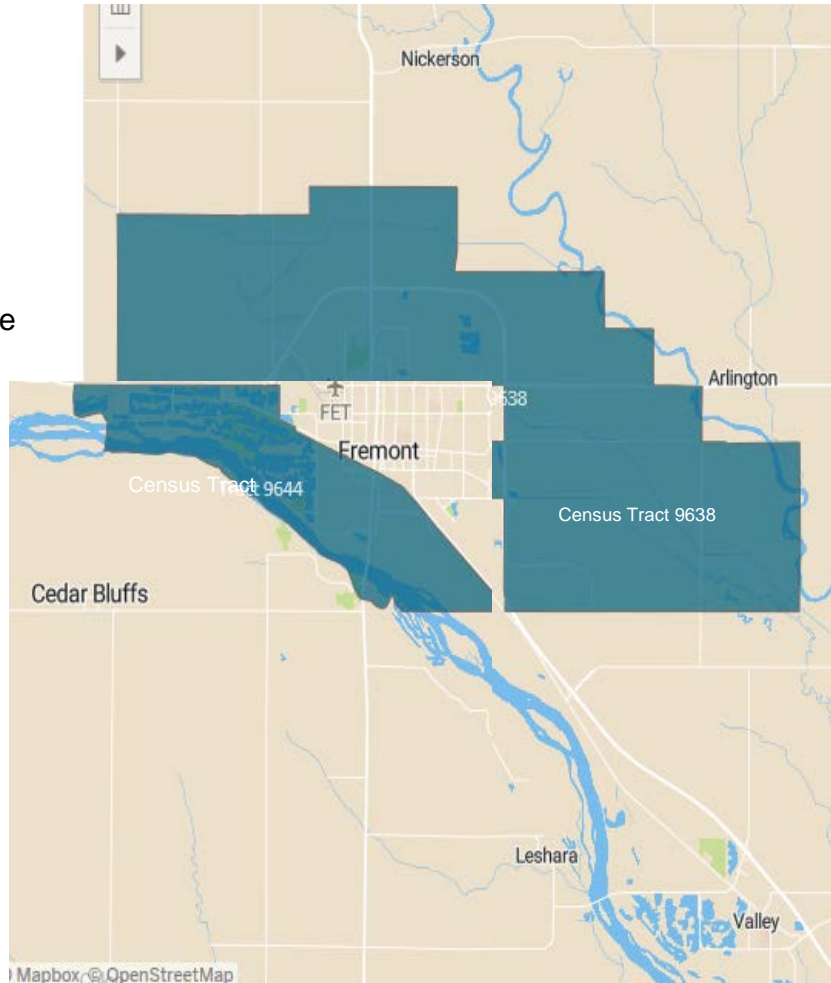 Nickerson
e
Arlington
FET
9638
Fremont
Census Tract 9644
Census Tract 9638
Cedar Bluffs
Leshara
Valley
Mapbox © OpenStreetMap